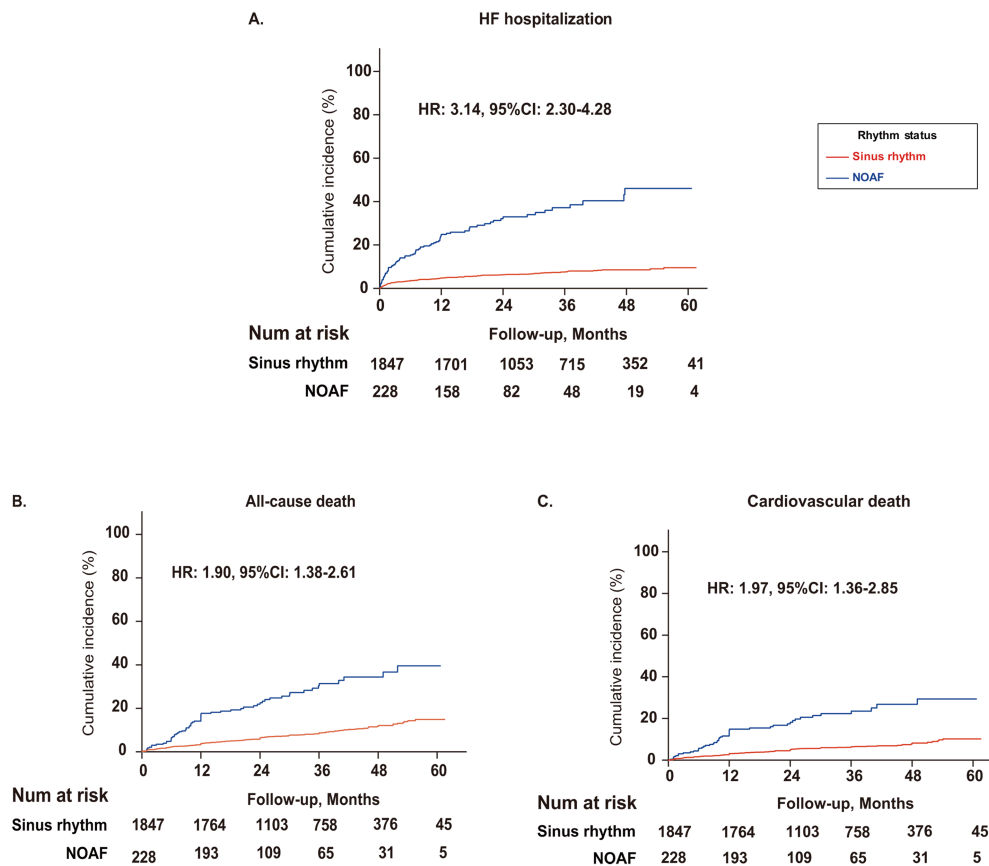 A.
HF hospitalization
Cumulative incidence (%)
100
80
60
40
20
0
HR: 3.14, 95%CI: 2.30-4.28
0 12 24 36 48 60
Rhythm status
Sinus rhythm
NOAF
Num at risk
Follow-up, Months
Sinus rhythm 1847 1701 1053 715 352 41
NOAF 228 158 82 48 19 4
B.
All-cause death
Cumulative incidence (%)
100
80
60
40
20
0
HR: 1.90, 95%CI: 1.38-2.61
0 12 24 36 48 60
Num at risk
Follow-up, Months
Sinus rhythm 1847 1764 1103 758 376 45
NOAF 228 193 109 65 31 5
C.
Cardiovascular death
Cumulative incidence (%)
100
80
60
40
20
0
HR: 1.97, 95%CI: 1.36-2.85
0 12 24 36 48 60
Num at risk
Follow-up, Months
Sinus rhythm 1847 1764 1103 758 376 45
NOAF 228 193 109 65 31 5